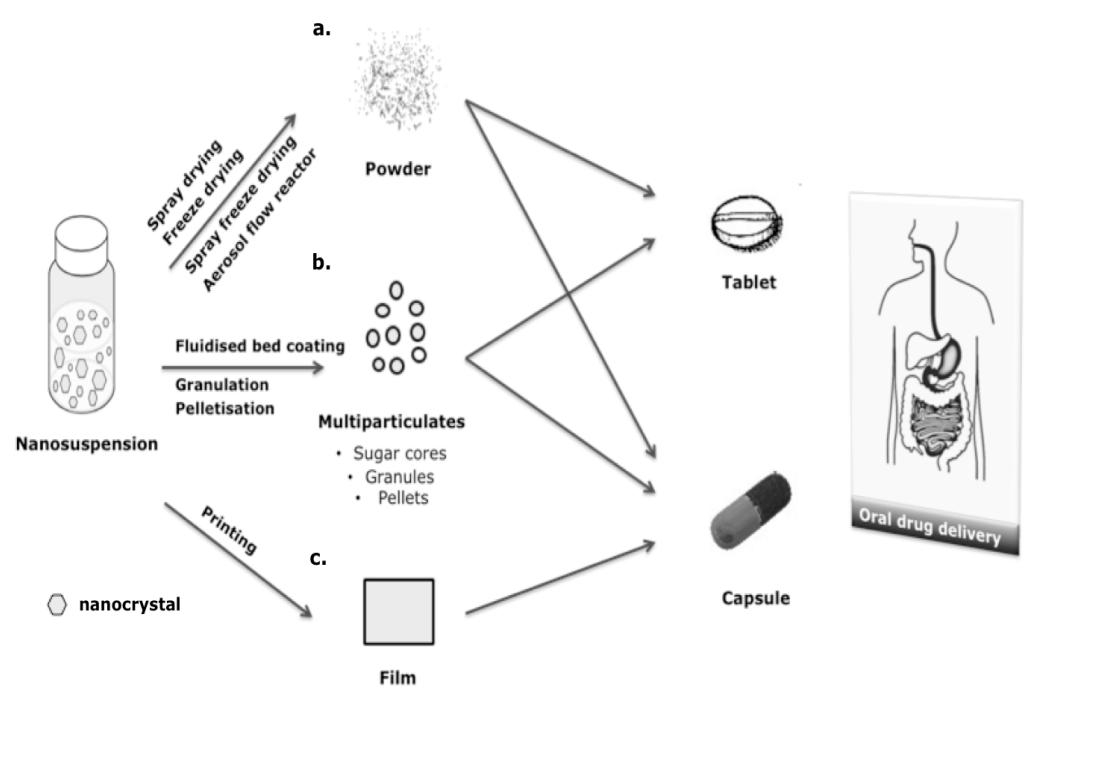 a.
Spray drying
Freeze drying
Spray freeze drying
Aerosol flow reactor
Powder
b.
Fluidised bed coating
Granulation
Pelletisation
Nanosuspension
Multiparticulates
• Sugar cores
• Granules
• Pellets
Printing
c.
nanocrystal
Film
Tablet
Capsule
Oral drug delivery